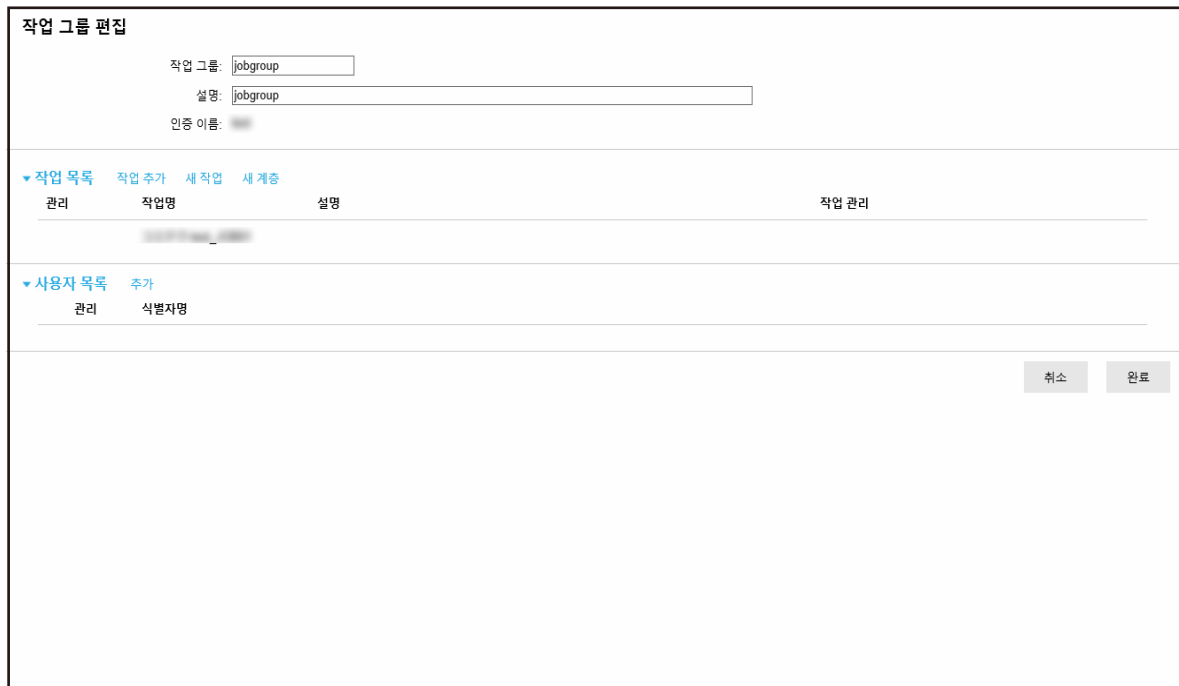 작업 그룹 편집
작업 그룹: jobgroup
설명: jobgroup
인증 이름:
작업 목록 작업 추가 새 작업 새 계층
관리 작업명 설명 작업 관리
사용자 목록 추가
관리 식별자명
취소 완료